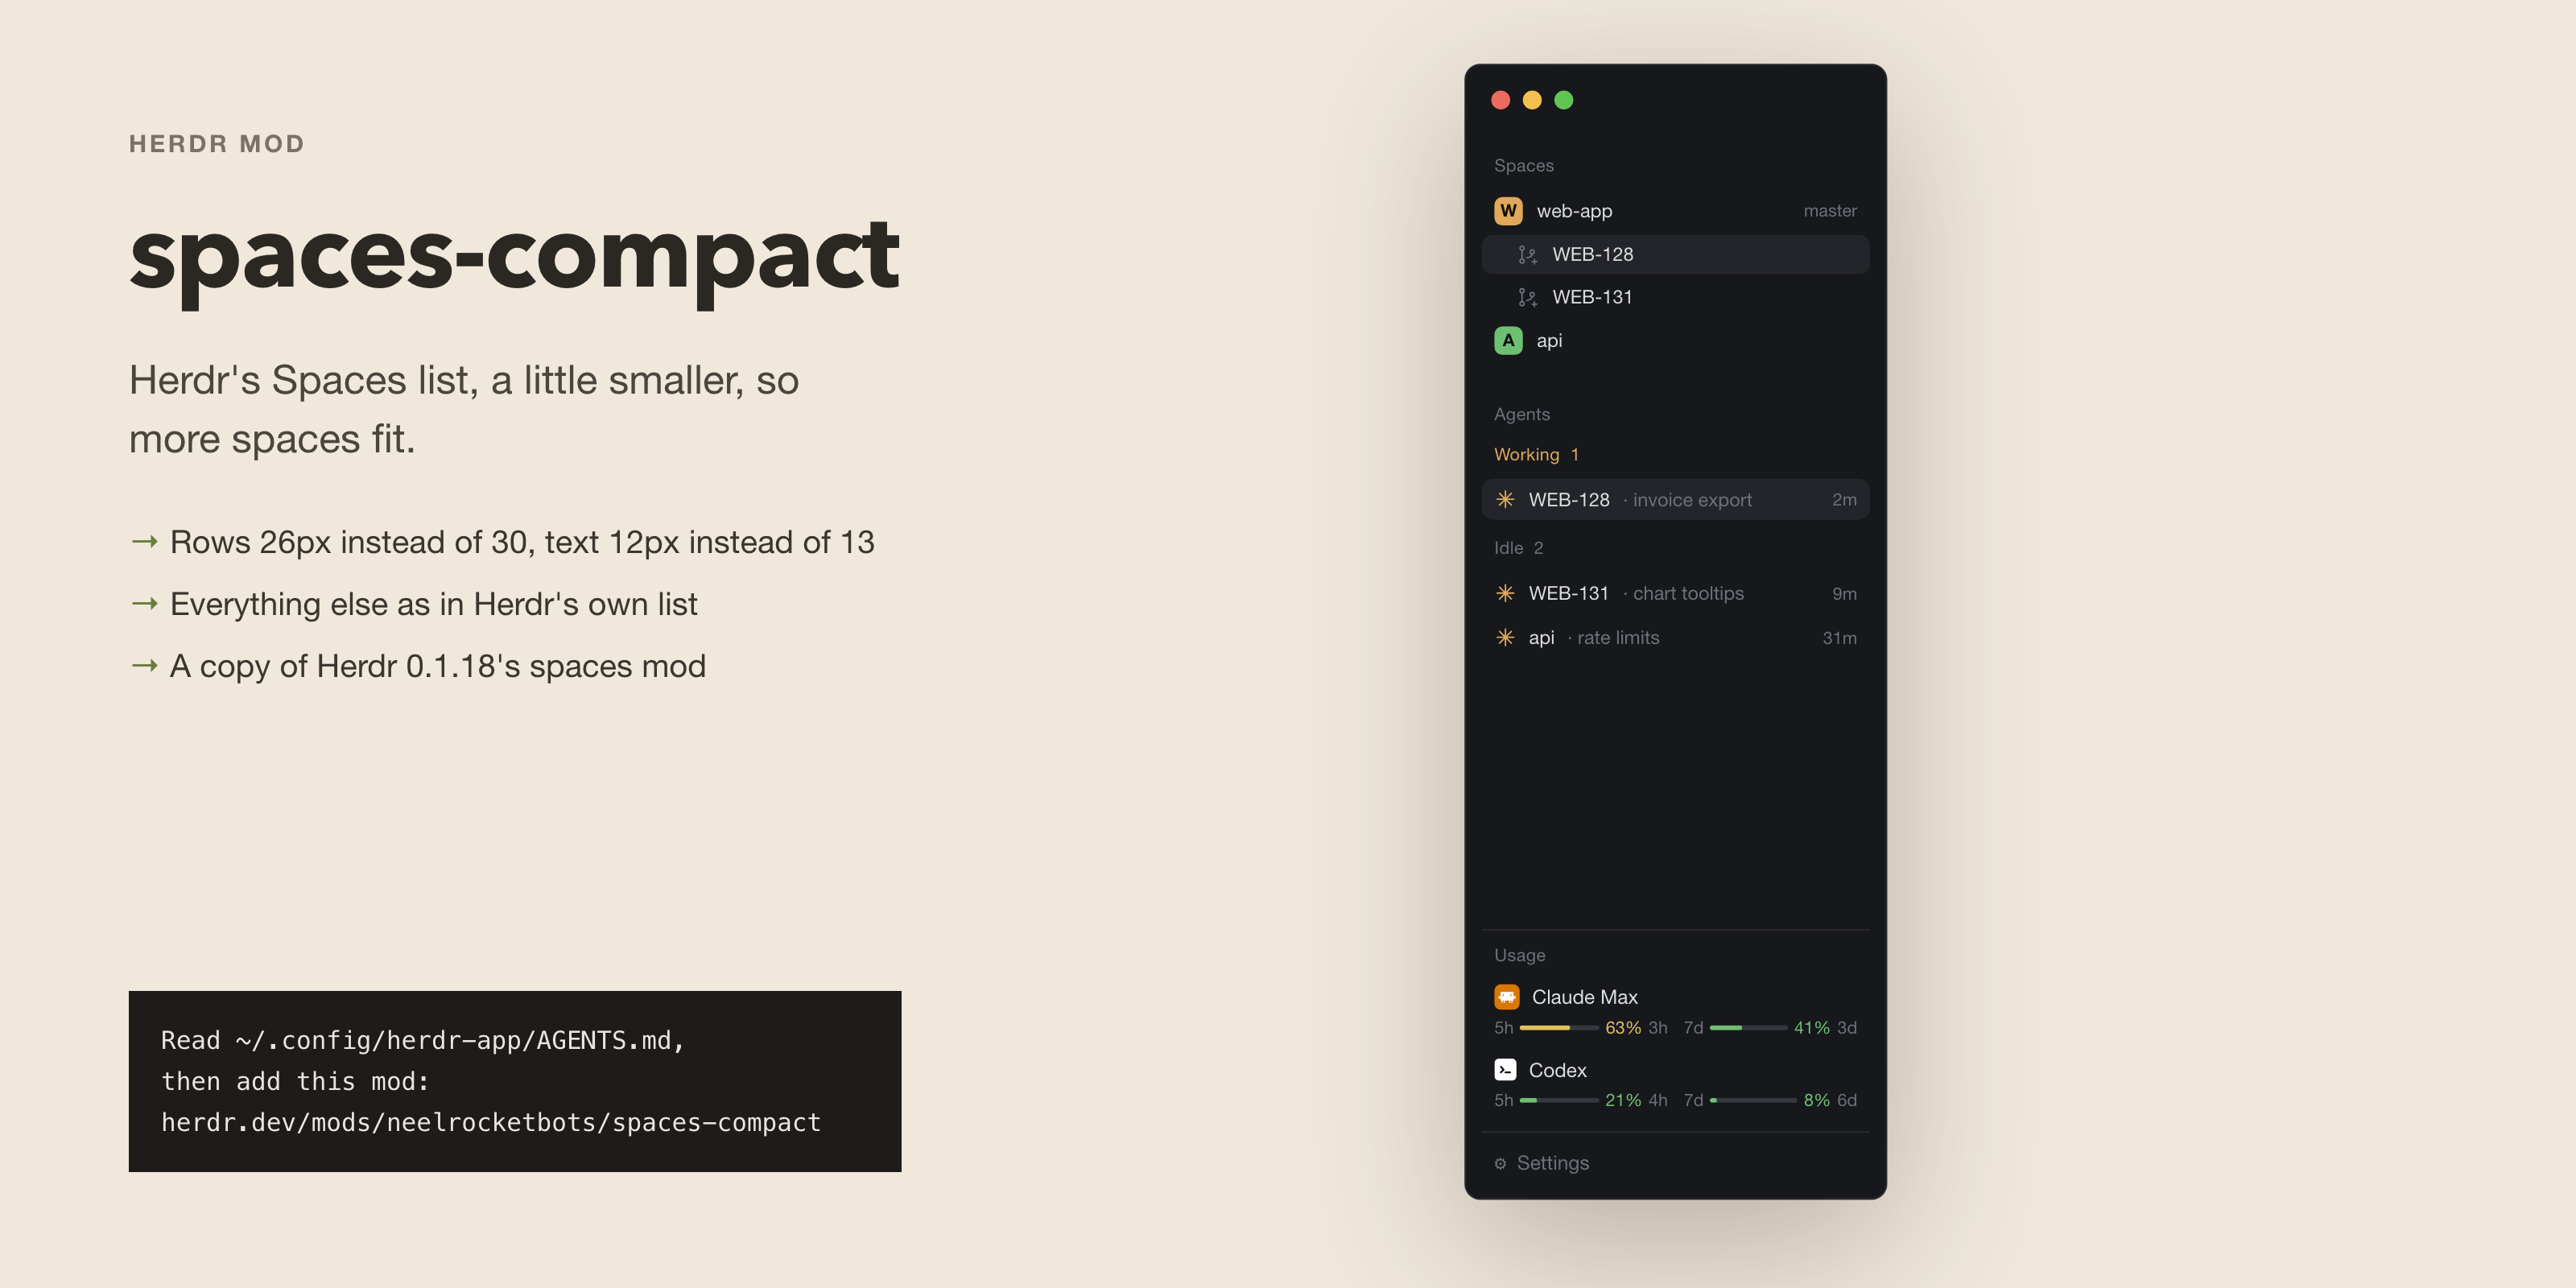 HERDR MOD
spaces-compact
Herdr's Spaces list, a little smaller, so
more spaces fit.
→ Rows 26px instead of 30, text 12px instead of 13
→ Everything else as in Herdr's own list
→ A copy of Herdr 0.1.18's spaces mod
Read ~/.config/herdr-app/AGENTS.md,
then add this mod:
herdr.dev/mods/neelrocketbots/spaces-compact
Spaces
W web-app master
WEB-128
WEB-131
A api
Agents
Working 1
WEB-128 · invoice export 2m
Idle 2
WEB-131 · chart tooltips 9m
api · rate limits 31m
Usage
Claude Max
5h 63% 3h 7d 41% 3d
Codex
5h 21% 4h 7d 8% 6d
Settings